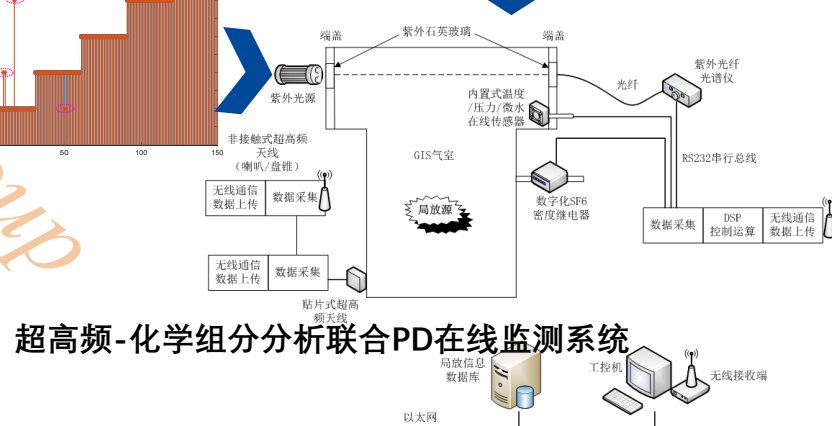 50
100
150
端盖
紫外石英玻璃
端盖
紫外光源
紫外光纤
光谱仪
光纤
内置式温度
/压力/微水
在线传感器
非接触式超高频
天线
（喇叭/盘锥）
GIS气室
RS232串行总线
无线通信
数据上传
数据采集
局放源
数字化SF6
密度继电器
数据采集
DSP
控制运算
无线通信
数据上传
无线通信
数据上传
数据采集
贴片式超高
频天线
超高频-化学组分分析联合PD在线监测系统
局放信息
数据库
工控机
无线接收端
以太网
oup